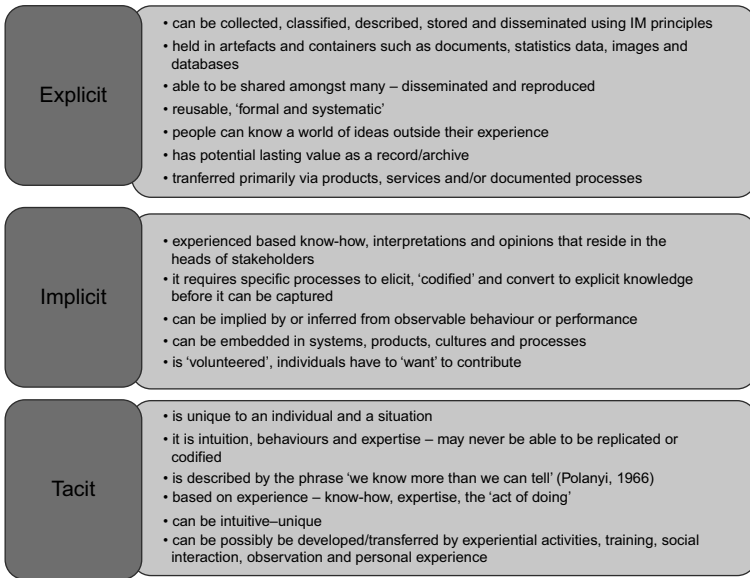 Explicit
• can be collected, classified, described, stored and disseminated using IM principles
• held in artefacts and containers such as documents, statistics data, images and
databases
• able to be shared amongst many – disseminated and reproduced
• reusable, ‘formal and systematic’
• people can know a world of ideas outside their experience
• has potential lasting value as a record/archive
• tranferred primarily via products, services and/or documented processes
Implicit
• experienced based know-how, interpretations and opinions that reside in the
heads of stakeholders
• it requires specific processes to elicit, ‘codified’ and convert to explicit knowledge
before it can be captured
• can be implied by or inferred from observable behaviour or performance
• can be embedded in systems, products, cultures and processes
• is ‘volunteered’, individuals have to ‘want’ to contribute
Tacit
• is unique to an individual and a situation
• it is intuition, behaviours and expertise – may never be able to be replicated or
codified
• is described by the phrase ‘we know more than we can tell’ (Polanyi, 1966)
• based on experience – know-how, expertise, the ‘act of doing’
• can be intuitive–unique
• can be possibly be developed/transferred by experiential activities, training, social
interaction, observation and personal experience